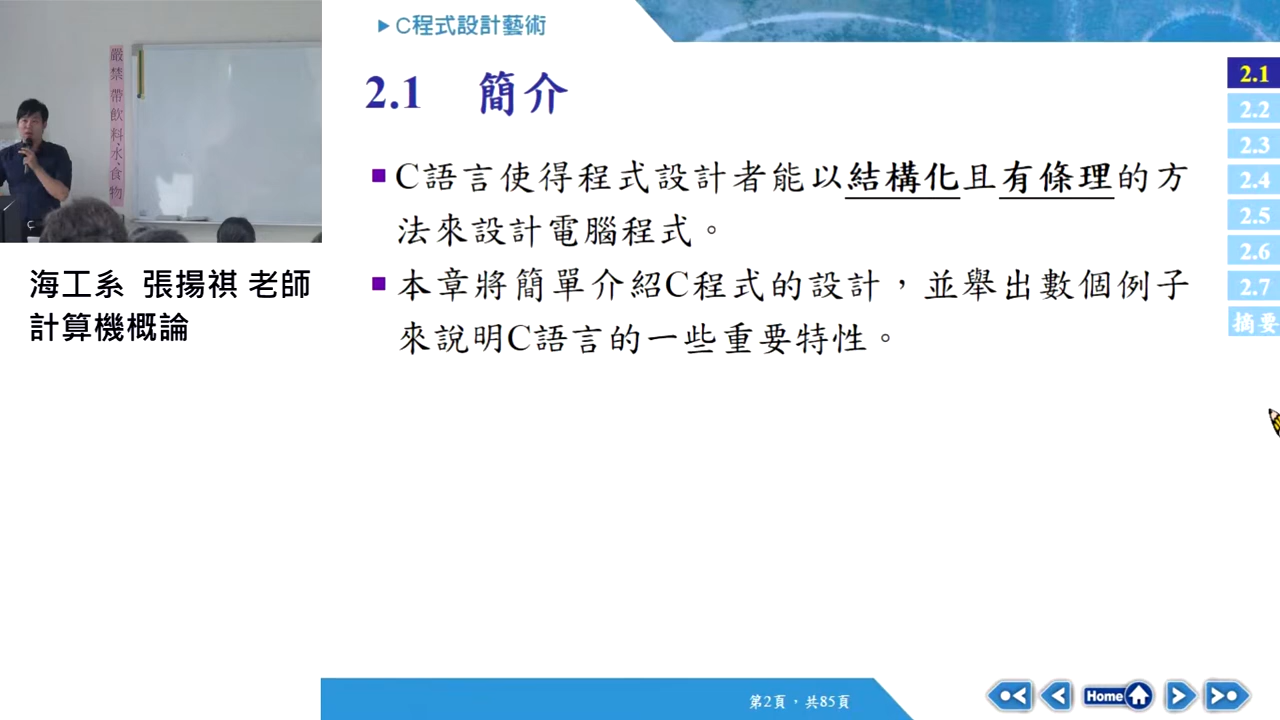 C程式設計藝術
2.1 簡介
C語言使得程式設計者能以結構化且有條理的方
法來設計電腦程式。
本章將簡單介紹C程式的設計，並舉出數個例子
來說明C語言的一些重要特性。
嚴禁帶飲料、水、食物
海工系 張揚祺 老師
計算機概論
2.1
2.2
2.3
2.4
2.5
2.6
2.7
摘要
第2頁，共85頁
Home